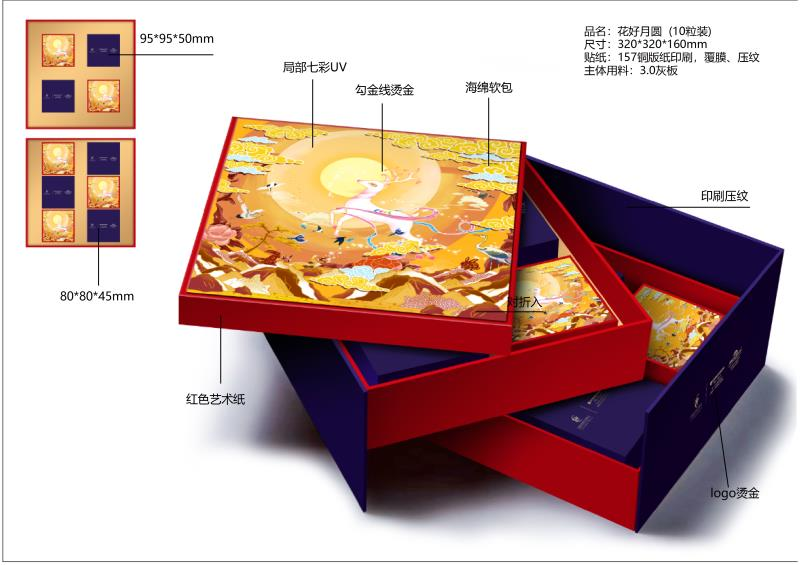 品名：花好月圆（10粒装）
尺寸：320*320*160mm
贴纸：157铜版纸印刷，覆膜、压纹
主体用料：3.0灰板
95*95*50mm
局部七彩UV
勾金线烫金
海绵软包
印刷压纹
80*80*45mm
对折入
红色艺术纸
logo烫金